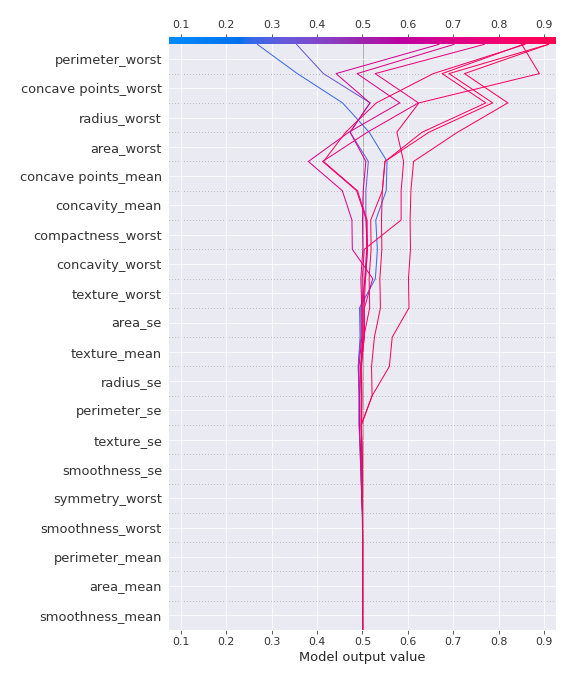 0.1 0.2 0.3 0.4 0.5 0.6 0.7 0.8 0.9
perimeter_worst
concave points_worst
radius_worst
area_worst
concave points_mean
concavity_mean
compactness_worst
concavity_worst
texture_worst
area_se
texture_mean
radius_se
perimeter_se
texture_se
smoothness_se
symmetry_worst
smoothness_worst
perimeter_mean
area_mean
smoothness_mean
0.1 0.2 0.3 0.4 0.5 0.6 0.7 0.8 0.9
Model output value